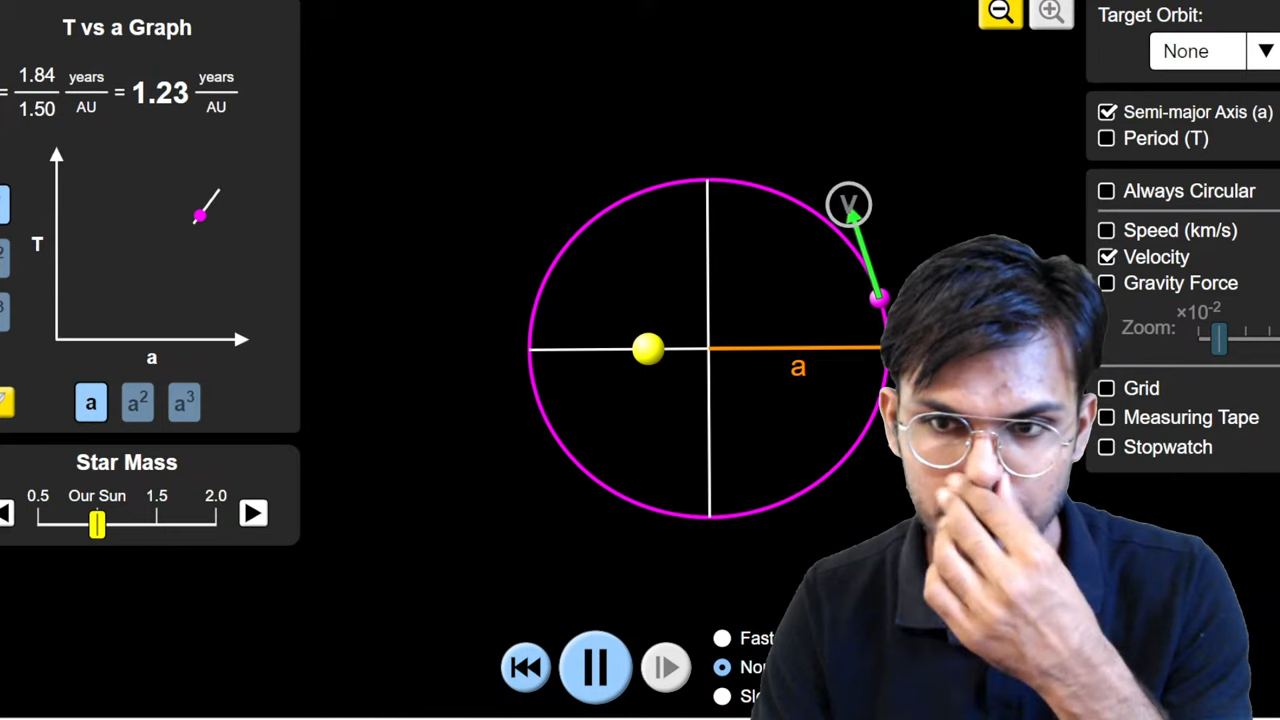 T vs a Graph
= 1.84 years / 1.50 AU = 1.23 years / AU
T
a
a a² a³
Star Mass
0.5 Our Sun 1.5 2.0
V
a
Fast
Target Orbit:
None
Semi-major Axis (a)
Period (T)
Always Circular
Speed (km/s)
Velocity
Gravity Force
×10⁻²
Zoom:
Grid
Measuring Tape
Stopwatch